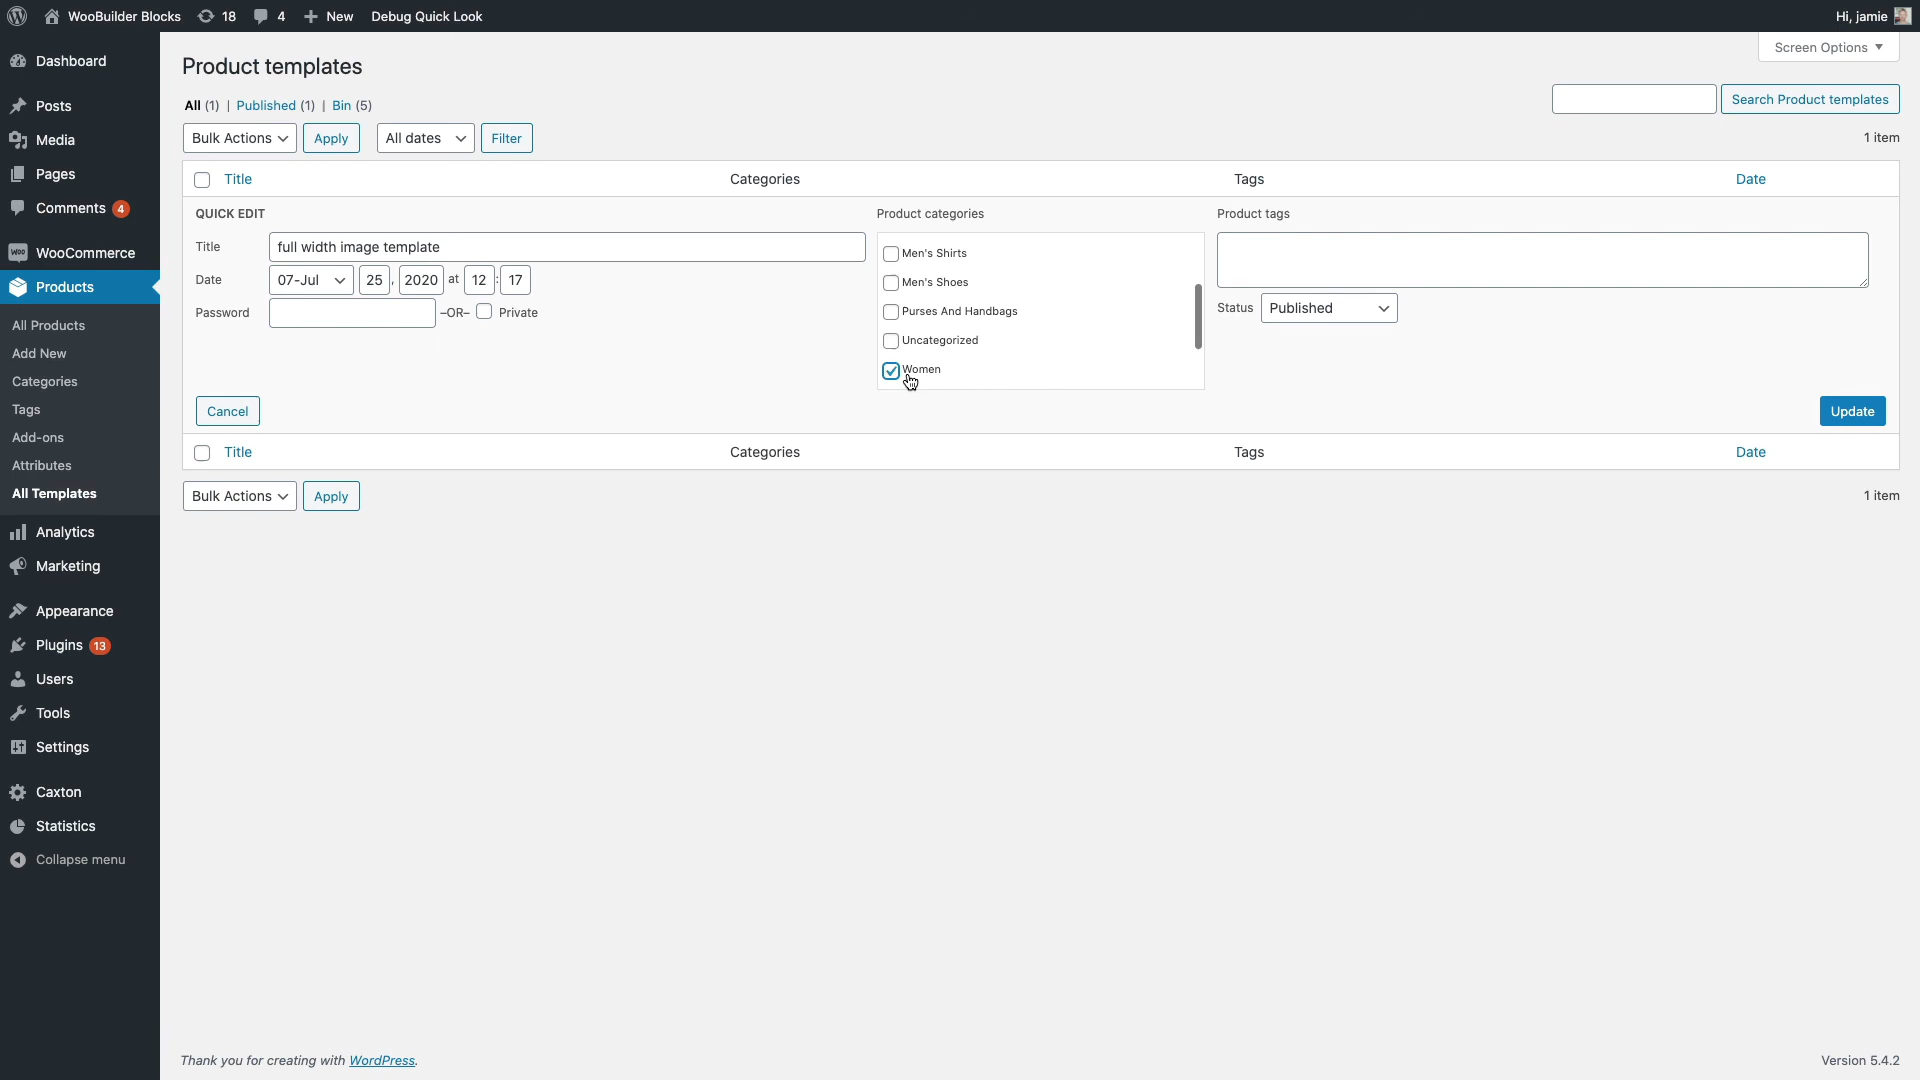 WooBuilder Blocks 18 4 New Debug Quick Look Hi, jamie
Screen Options
Dashboard
Posts
Media
Pages
Comments 4
Woo WooCommerce
Products
All Products
Add New
Categories
Tags
Add-ons
Attributes
All Templates
Analytics
Marketing
Appearance
Plugins 13
Users
Tools
Settings
Caxton
Statistics
Collapse menu
Product templates
All (1) | Published (1) | Bin (5)
Search Product templates
Bulk Actions Apply All dates Filter 1 item
Title Categories Tags Date
QUICK EDIT Product categories Product tags
Title full width image template
Date 07-Jul 25 , 2020 at 12 : 17
Password –OR– Private
Men's Shirts
Men's Shoes
Purses And Handbags
Uncategorized
Women
Status Published
Cancel Update
Title Categories Tags Date
Bulk Actions Apply 1 item
Thank you for creating with WordPress. Version 5.4.2